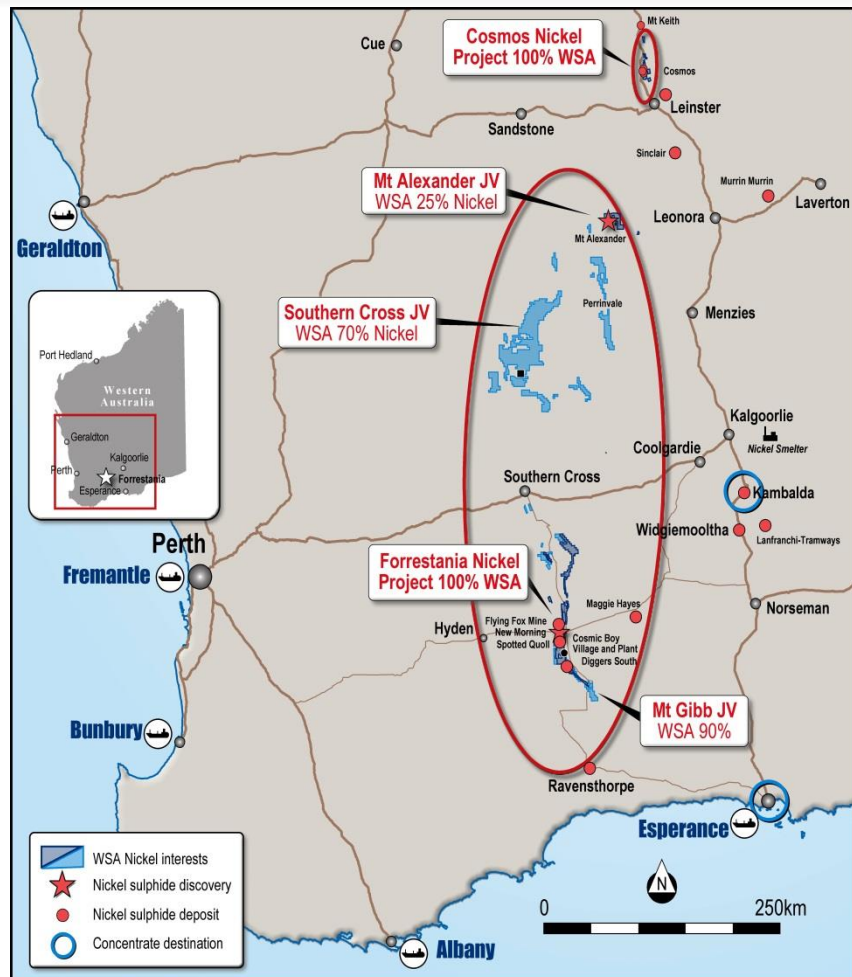 Mt Keith
Cue
Cosmos Nickel
Project 100% WSA
Cosmos
Leinster
Sandstone
Sinclair
Mt Alexander JV
WSA 25% Nickel
Murrin Murrin
Laverton
Leonora
Geraldton
Mt Alexander
Southern Cross JV
WSA 70% Nickel
Perrinvale
Menzies
Port Hedland
Western
Australia
Geraldton
Kalgoorlie
Perth
Forrestania
Esperance
Kalgoorlie
Nickel Smelter
Coolgardie
Southern Cross
Kambalda
Widgiemooltha
Lanfranchi-Tramways
Perth
Fremantle
Forrestania Nickel
Project 100% WSA
Maggie Hayes
Norseman
Hyden
Flying Fox Mine
New Morning
Spotted Quoll
Cosmic Boy
Village and Plant
Diggers South
Mt Gibb JV
WSA 90%
Bunbury
Ravensthorpe
Esperance
WSA Nickel interests
Nickel sulphide discovery
Nickel sulphide deposit
Concentrate destination
N
0
250km
Albany